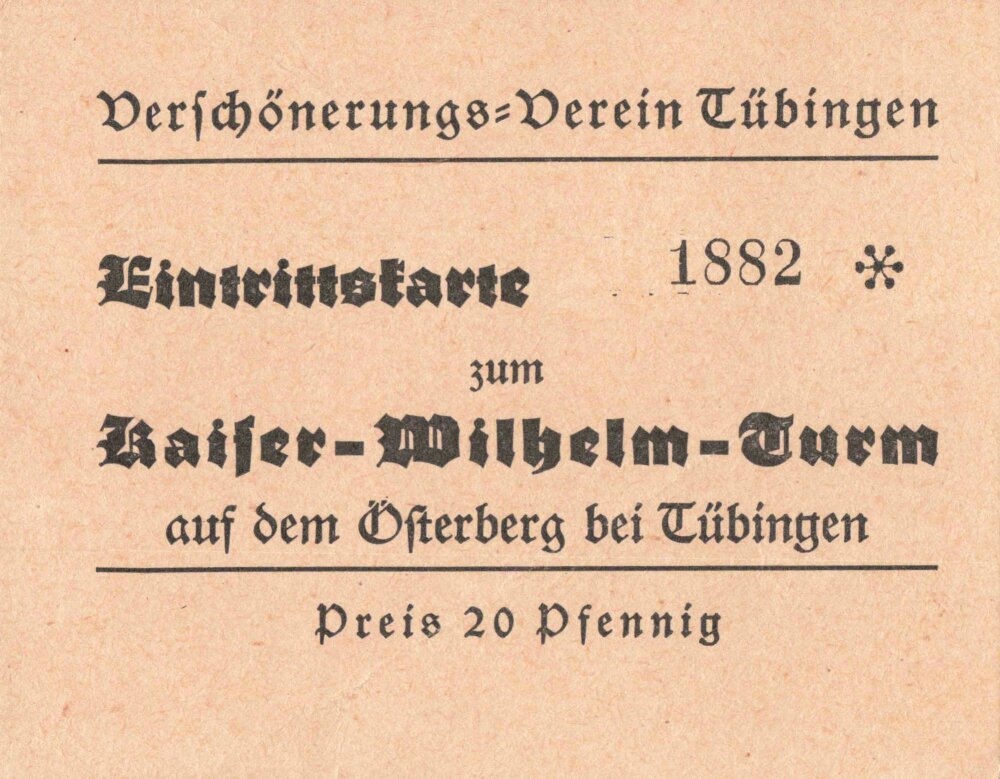 Verschönerungs-Verein Tübingen
Eintrittskarte 1882 *
zum
Kaiser-Wilhelm-Turm
auf dem Österberg bei Tübingen
Preis 20 Pfennig